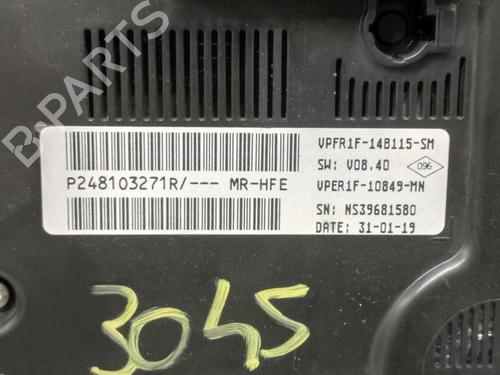 B-PARTS
VPFR1F-14B115-SM
SW: V08.40
096
P248103271R/--- MR-HFE
VPER1F-10849-MN
SN: NS39681580
DATE: 31-01-19
3045